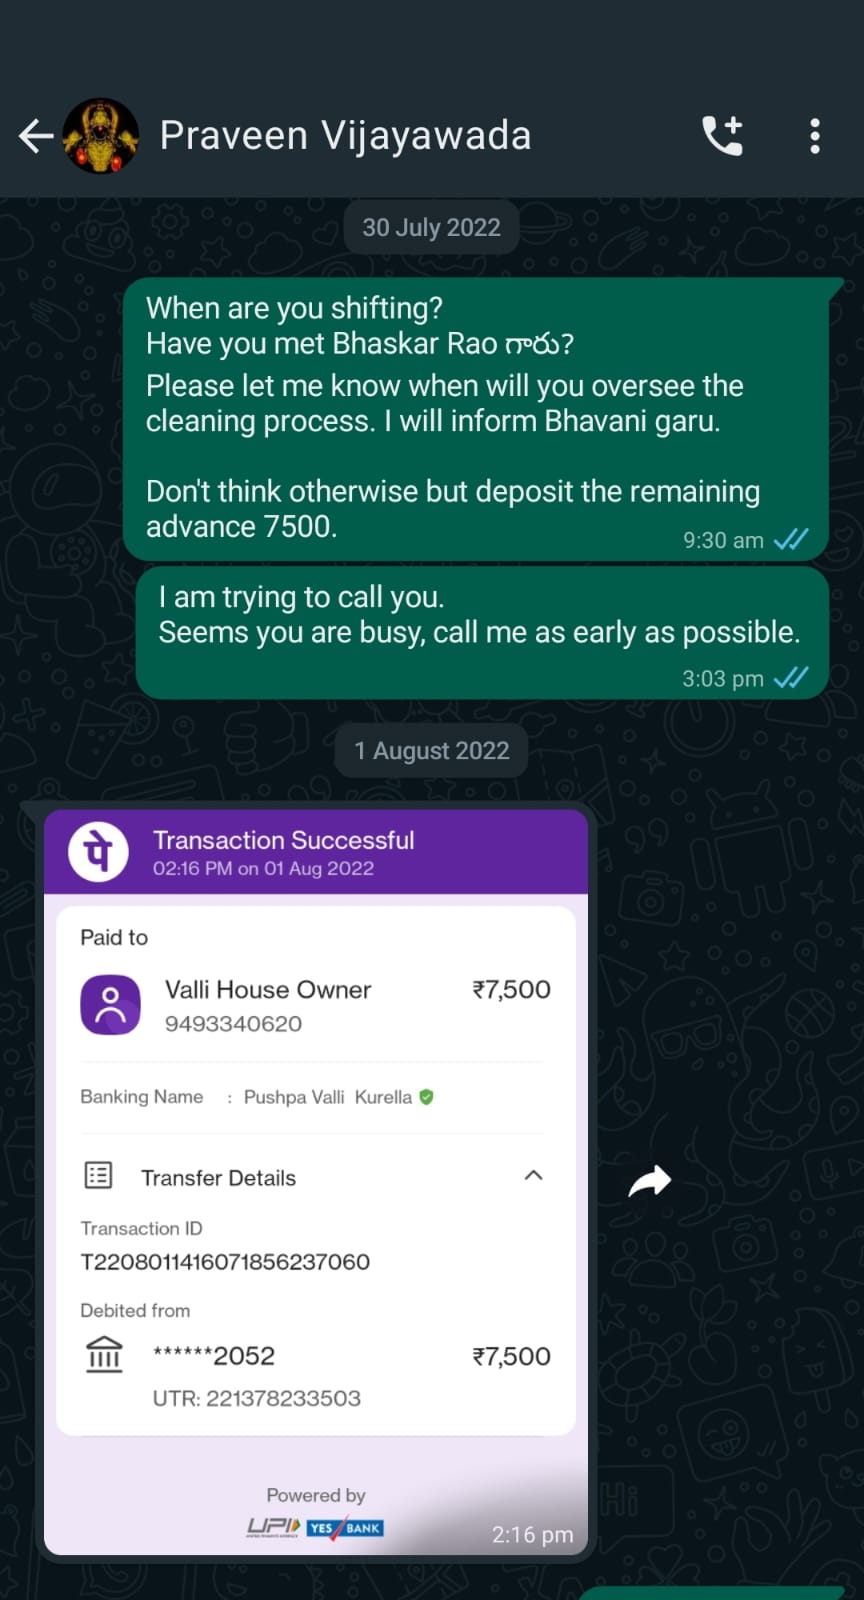 Praveen Vijayawada
30 July 2022
When are you shifting?
Have you met Bhaskar Rao గారు?
Please let me know when will you oversee the
cleaning process. I will inform Bhavani garu.
Don't think otherwise but deposit the remaining
advance 7500.
9:30 am
I am trying to call you.
Seems you are busy, call me as early as possible.
3:03 pm
1 August 2022
पे
Transaction Successful
02:16 PM on 01 Aug 2022
Paid to
Valli House Owner ₹7,500
9493340620
Banking Name : Pushpa Valli Kurella
Transfer Details
Transaction ID
T2208011416071856237060
Debited from
******2052 ₹7,500
UTR: 221378233503
Powered by
UPI YES BANK
2:16 pm